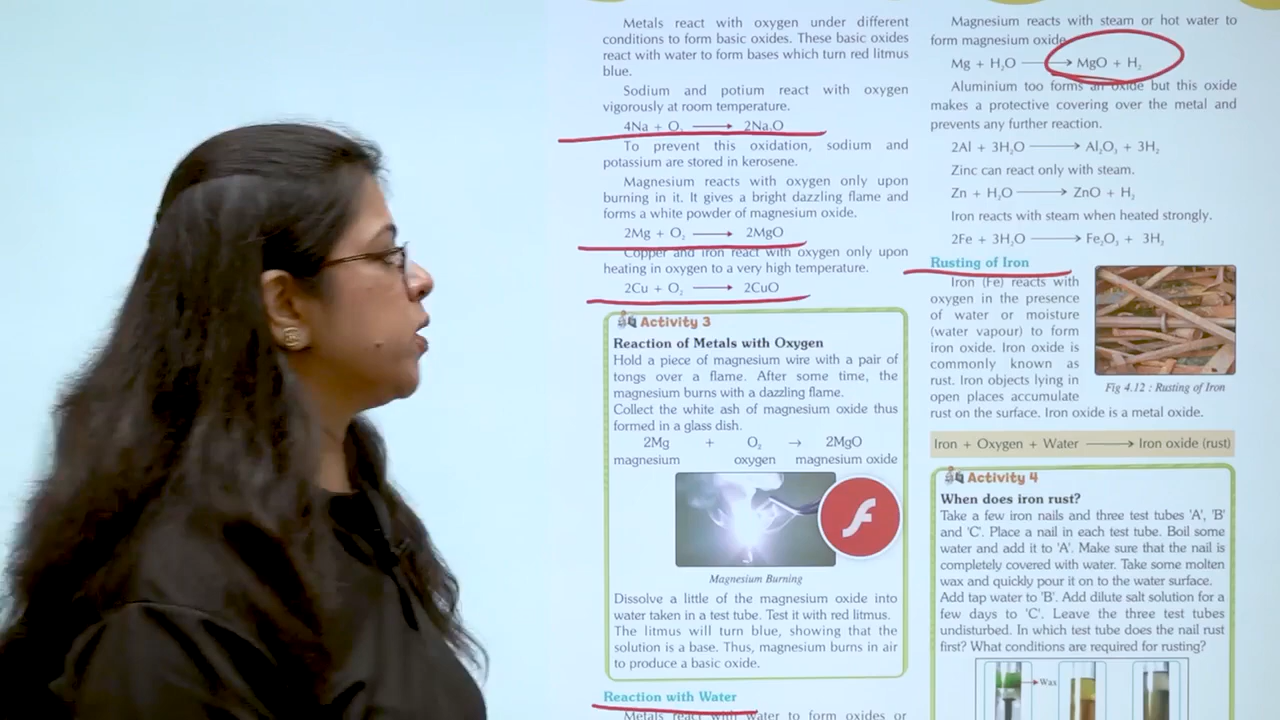 Metals react with oxygen under different
conditions to form basic oxides. These basic oxides
react with water to form bases which turn red litmus
blue.
Sodium and potium react with oxygen
vigorously at room temperature.
4Na + O₂ ⟶ 2Na₂O
To prevent this oxidation, sodium and
potassium are stored in kerosene.
Magnesium reacts with oxygen only upon
burning in it. It gives a bright dazzling flame and
forms a white powder of magnesium oxide.
2Mg + O₂ ⟶ 2MgO
Copper and iron react with oxygen only upon
heating in oxygen to a very high temperature.
2Cu + O₂ ⟶ 2CuO
Activity 3
Reaction of Metals with Oxygen
Hold a piece of magnesium wire with a pair of
tongs over a flame. After some time, the
magnesium burns with a dazzling flame.
Collect the white ash of magnesium oxide thus
formed in a glass dish.
2Mg + O₂ → 2MgO
magnesium oxygen magnesium oxide
Magnesium Burning
Dissolve a little of the magnesium oxide into
water taken in a test tube. Test it with red litmus.
The litmus will turn blue, showing that the
solution is a base. Thus, magnesium burns in air
to produce a basic oxide.
Reaction with Water
Metals react with water to form oxides or
Magnesium reacts with steam or hot water to
form magnesium oxide
Mg + H₂O ⟶ MgO + H₂
Aluminium too forms an oxide but this oxide
makes a protective covering over the metal and
prevents any further reaction.
2Al + 3H₂O ⟶ Al₂O₃ + 3H₂
Zinc can react only with steam.
Zn + H₂O ⟶ ZnO + H₂
Iron reacts with steam when heated strongly.
2Fe + 3H₂O ⟶ Fe₂O₃ + 3H₂
Rusting of Iron
Iron (Fe) reacts with
oxygen in the presence
of water or moisture
(water vapour) to form
iron oxide. Iron oxide is
commonly known as
rust. Iron objects lying in
open places accumulate
rust on the surface. Iron oxide is a metal oxide.
Fig 4.12 : Rusting of Iron
Iron + Oxygen + Water ⟶ Iron oxide (rust)
Activity 4
When does iron rust?
Take a few iron nails and three test tubes 'A', 'B'
and 'C'. Place a nail in each test tube. Boil some
water and add it to 'A'. Make sure that the nail is
completely covered with water. Take some molten
wax and quickly pour it on to the water surface.
Add tap water to 'B'. Add dilute salt solution for a
few days to 'C'. Leave the three test tubes
undisturbed. In which test tube does the nail rust
first? What conditions are required for rusting?
Wax